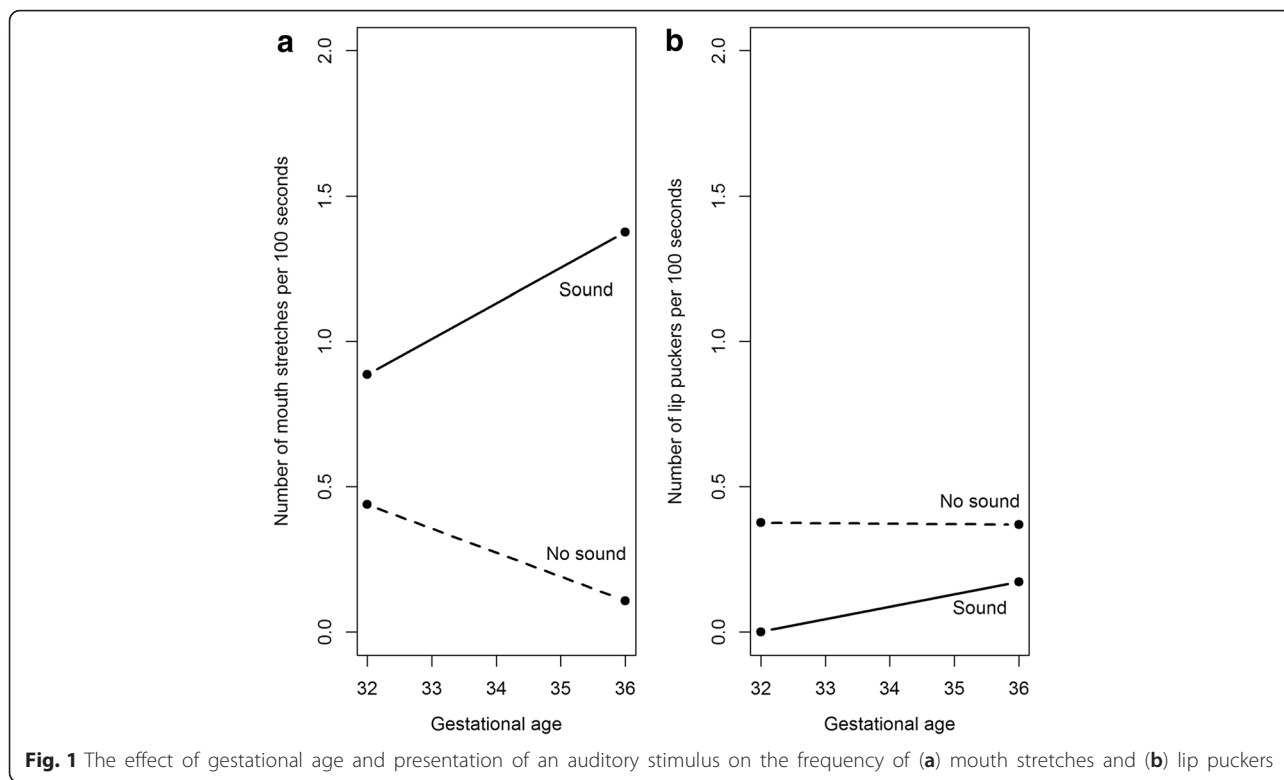 a
Number of mouth stretches per 100 seconds
2.0
1.5
1.0
0.5
0.0
Sound
No sound
32 33 34 35 36
Gestational age
b
Number of lip puckers per 100 seconds
2.0
1.5
1.0
0.5
0.0
No sound
Sound
32 33 34 35 36
Gestational age
Fig. 1 The effect of gestational age and presentation of an auditory stimulus on the frequency of (a) mouth stretches and (b) lip puckers